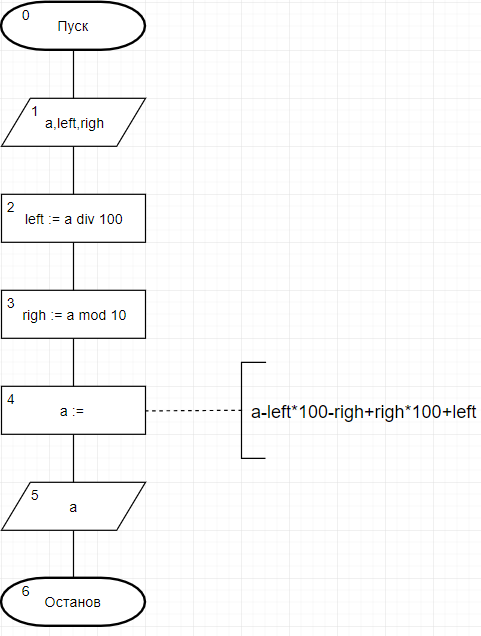 0
Пуск
1
a,left,righ
2
left := a div 100
3
righ := a mod 10
4
a :=
a-left*100-righ+righ*100+left
5
a
6
Останов